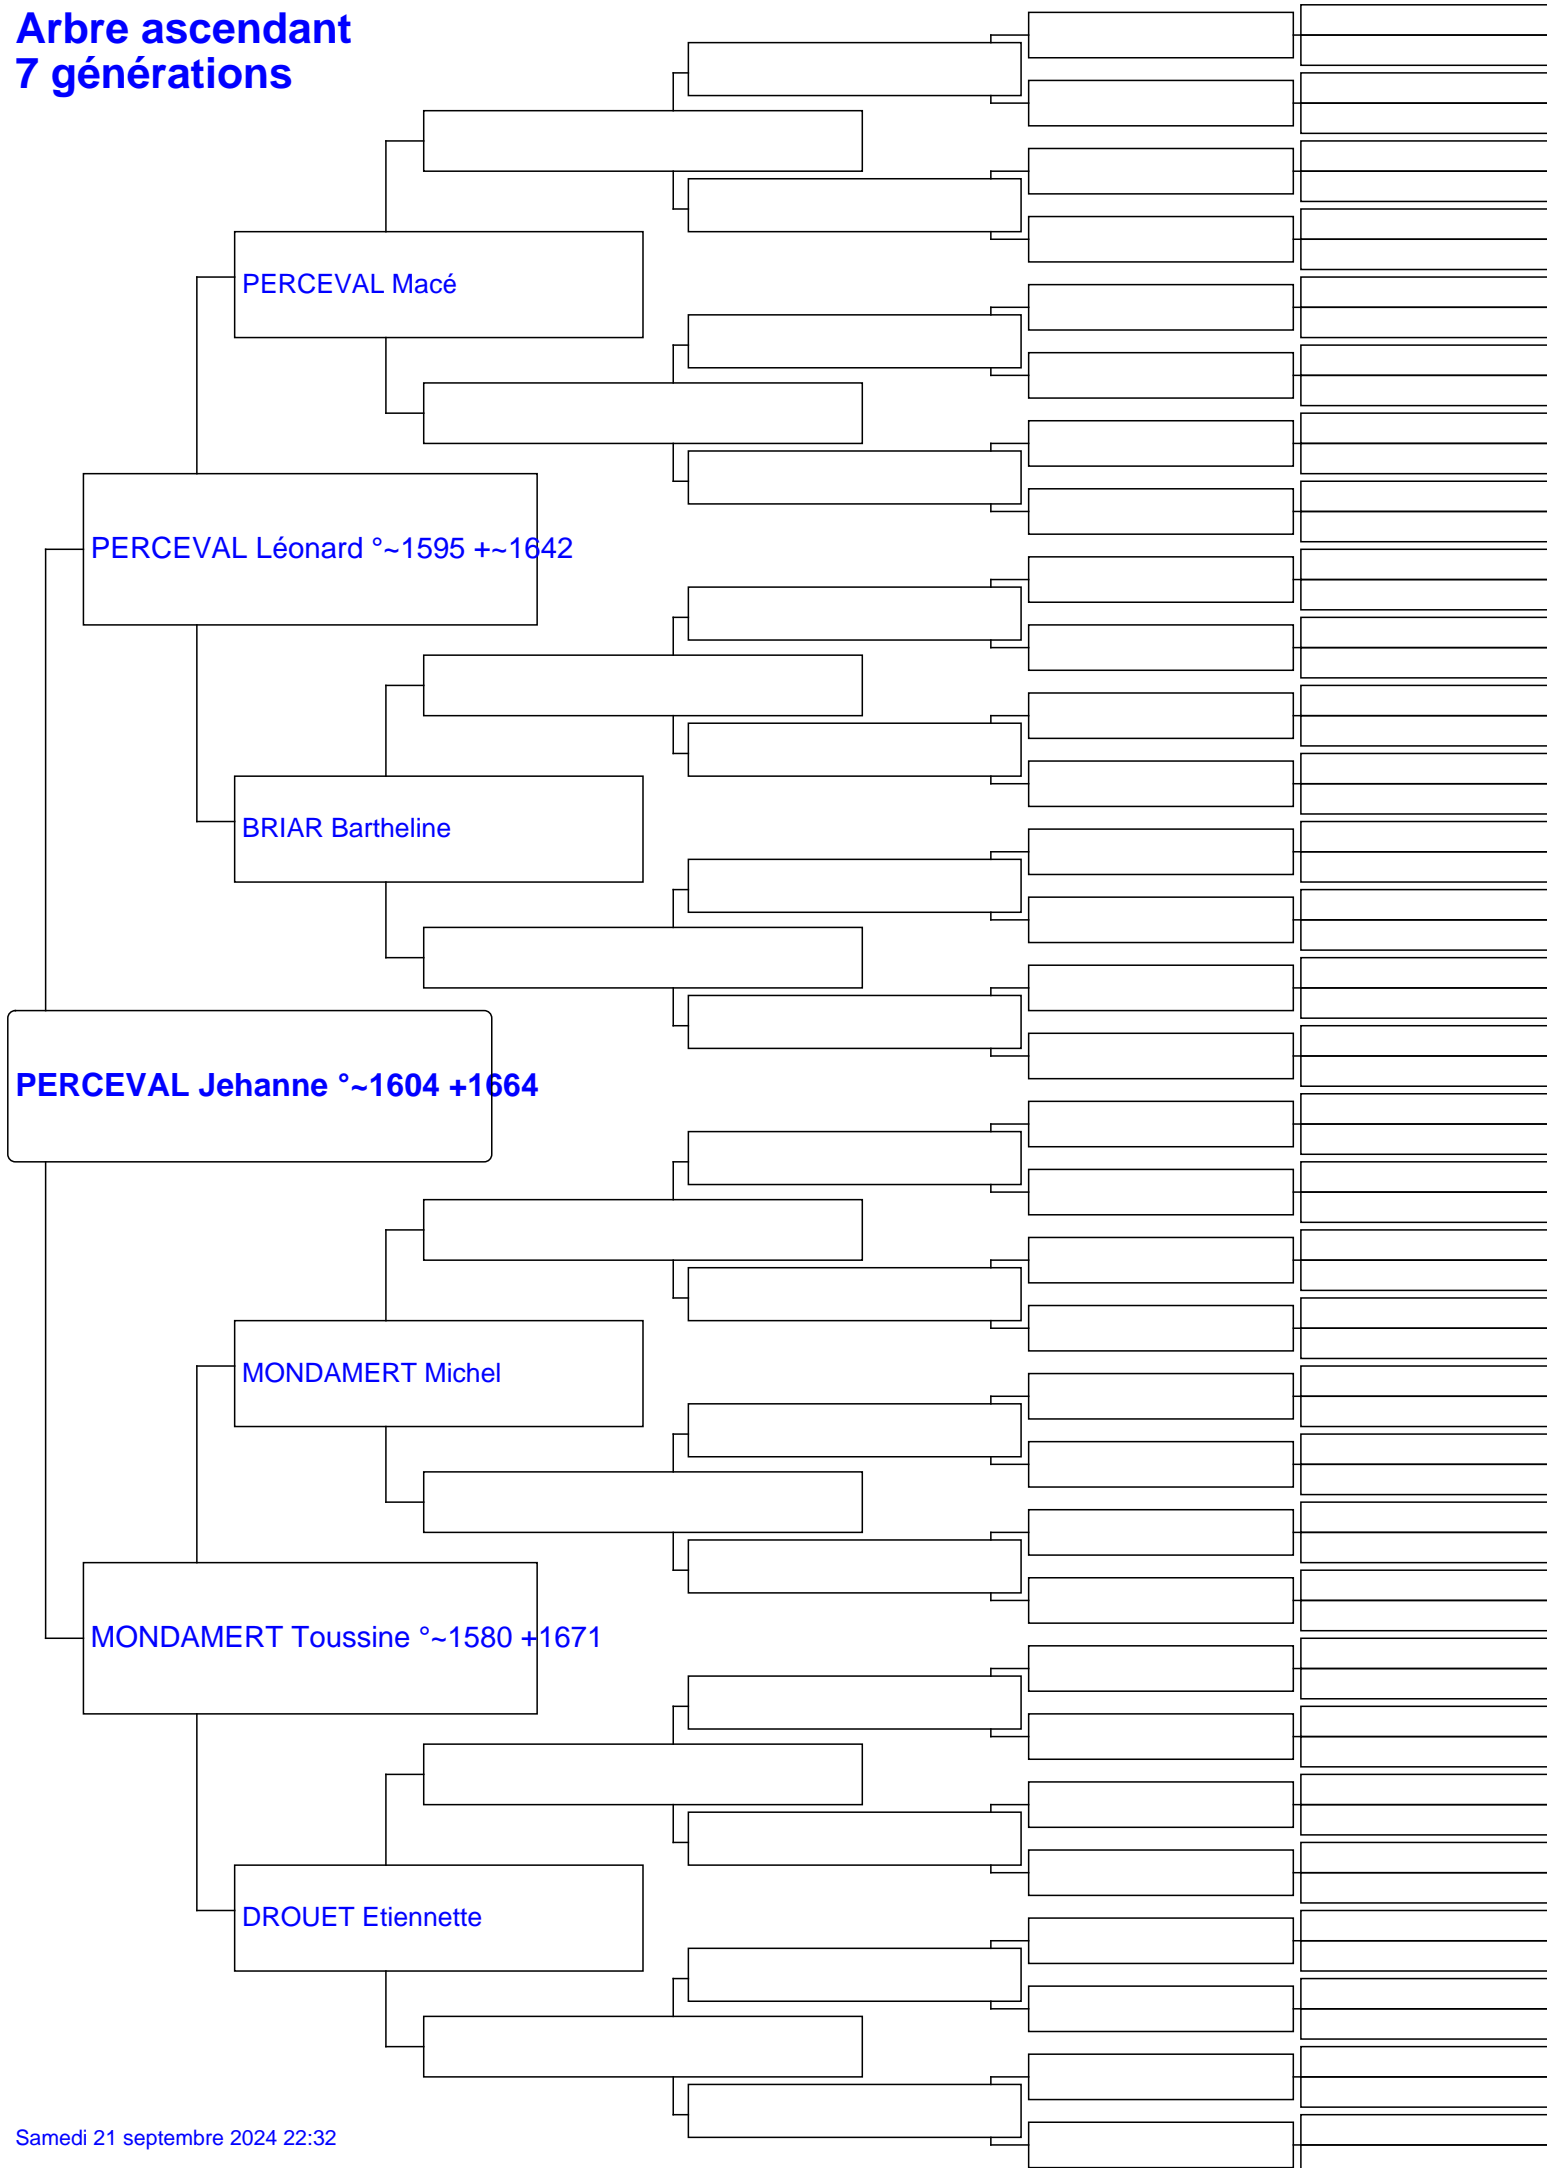 Arbre ascendant
7 générations
PERCEVAL Macé
PERCEVAL Léonard °~1595 +~1642
BRIAR Bartheline
PERCEVAL Jehanne °~1604 +1664
MONDAMERT Michel
MONDAMERT Toussine °~1580 +1671
DROUET Etiennette
Samedi 21 septembre 2024 22:32